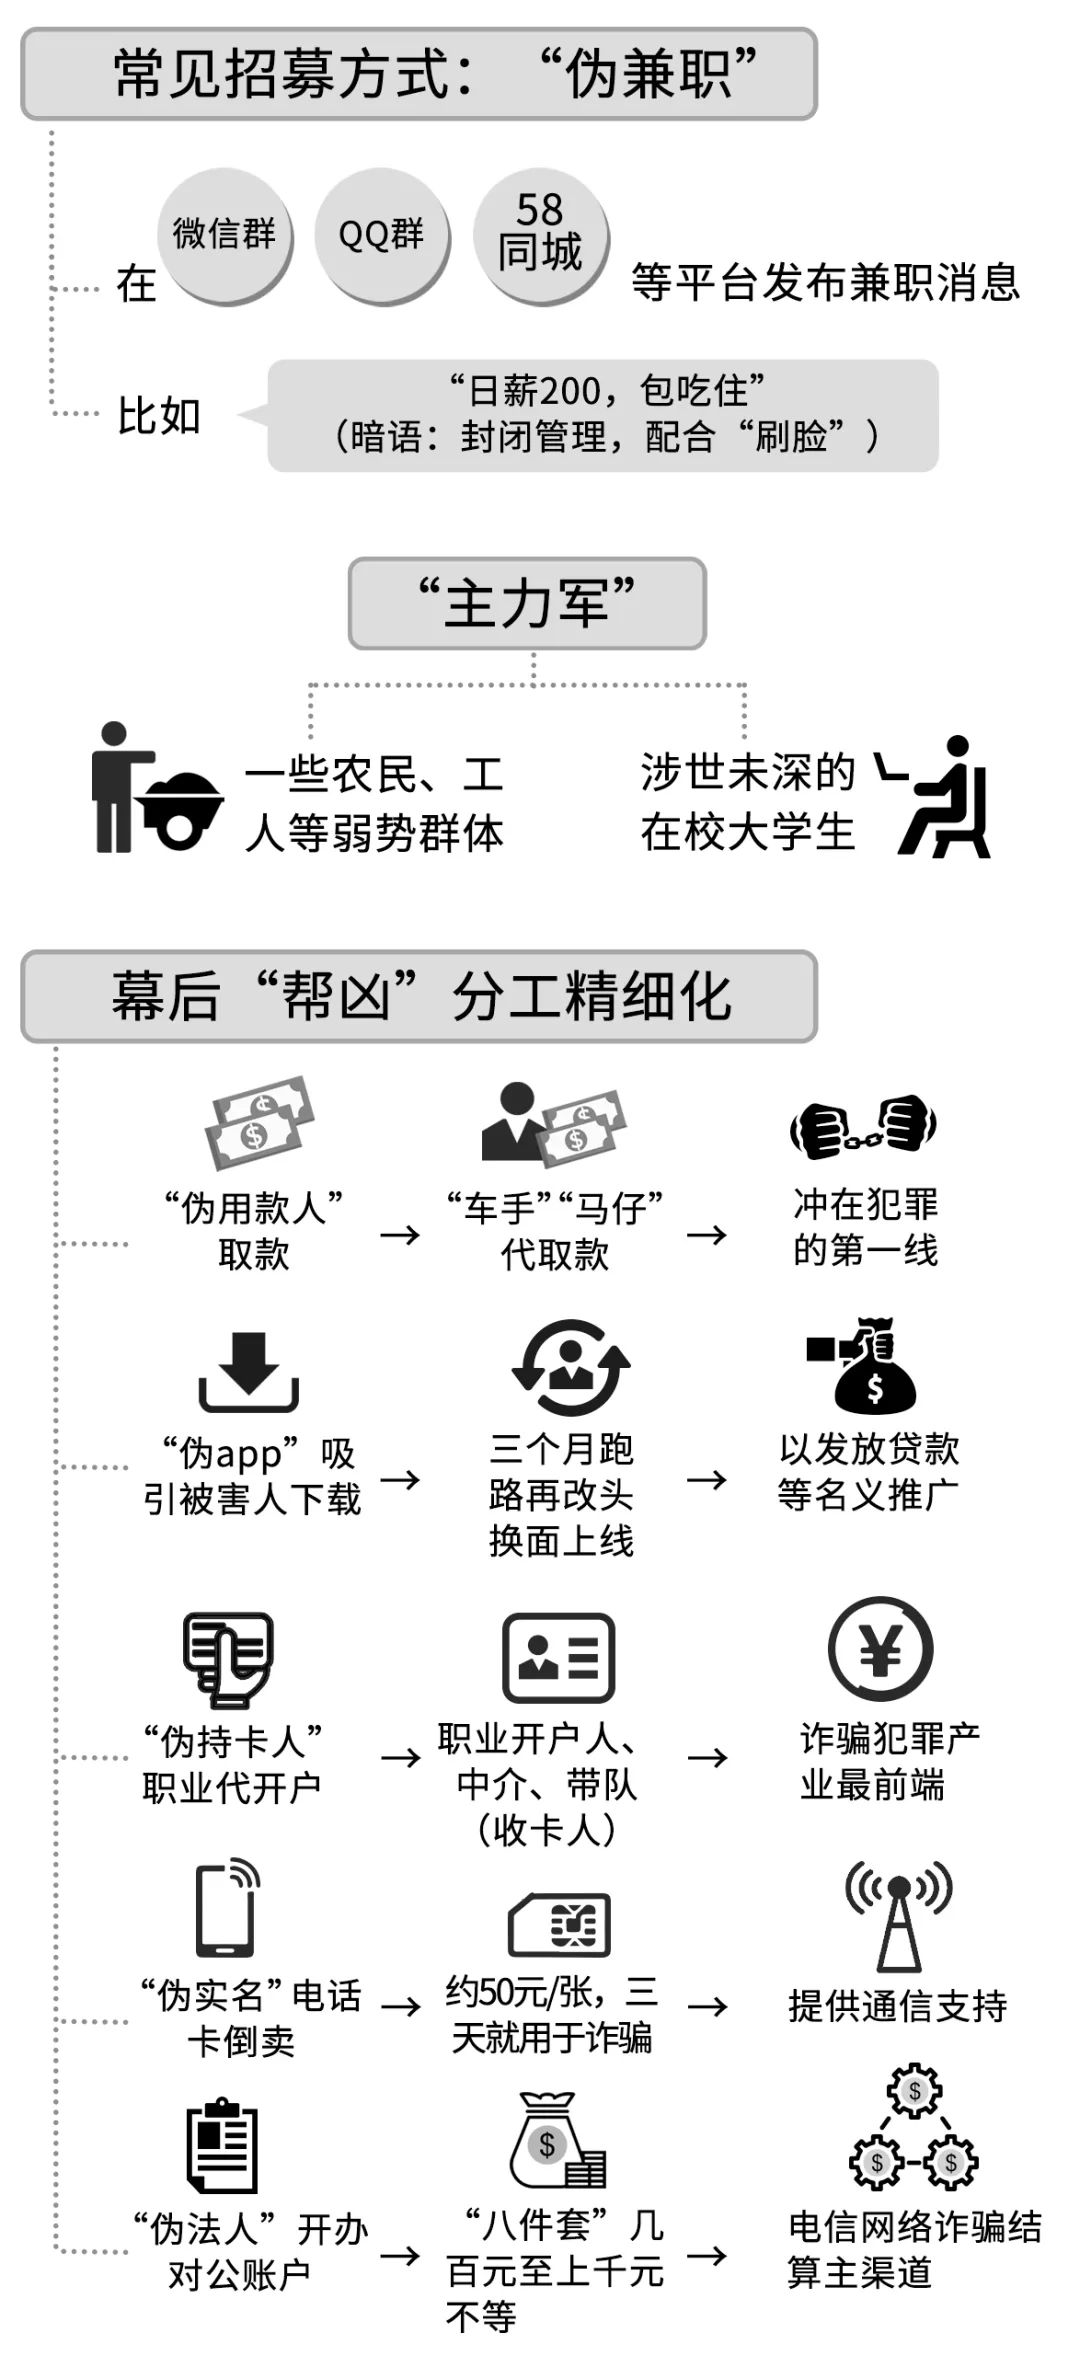 常见招募方式：“伪兼职”
在 微信群 QQ群 58
同城 等平台发布兼职消息
比如
“日薪200，包吃住”
（暗语：封闭管理，配合“刷脸”）
“主力军”
一些农民、工
人等弱势群体
涉世未深的
在校大学生
幕后“帮凶”分工精细化
“伪用款人”
取款
→
“车手”“马仔”
代取款
→
冲在犯罪
的第一线
“伪app”吸
引被害人下载
→
三个月跑
路再改头
换面上线
→
以发放贷款
等名义推广
“伪持卡人”
职业代开户
→
职业开户人、
中介、带队
（收卡人）
→
诈骗犯罪产
业最前端
“伪实名”电话
卡倒卖
→
约50元/张，三
天就用于诈骗
→
提供通信支持
“伪法人”开办
对公账户
→
“八件套”几
百元至上千元
不等
→
电信网络诈骗结
算主渠道